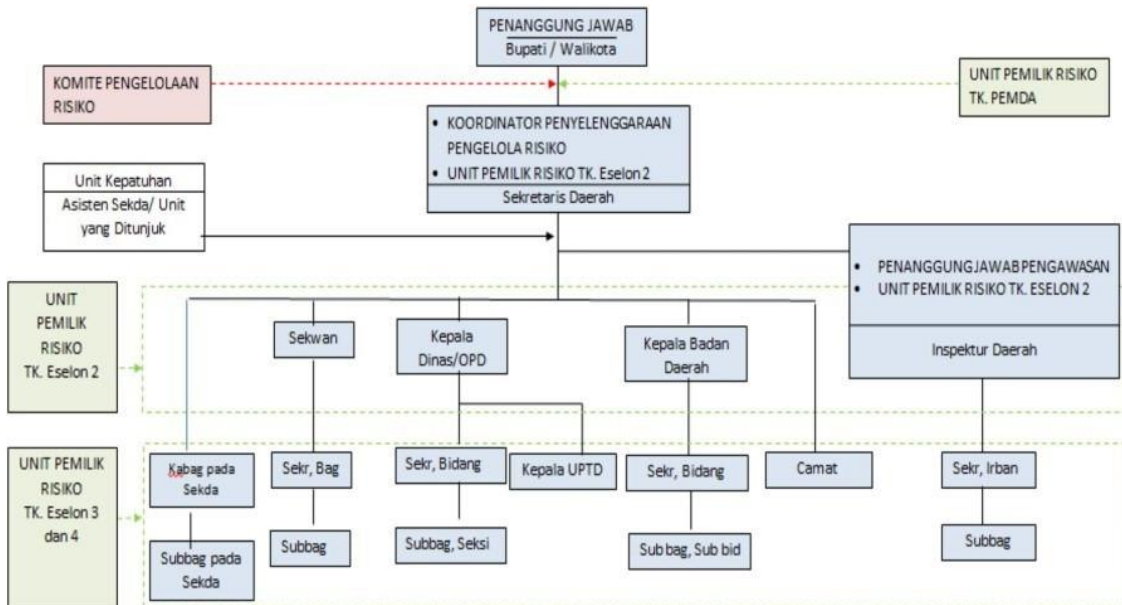 PENANGGUNG JAWAB
Bupati / Walikota
KOMITE PENGELOLAAN
RISIKO
UNIT PEMILIK RISIKO
TK. PEMDA
• KOORDINATOR PENYELENGGARAAN
PENGELOLA RISIKO
• UNIT PEMILIK RISIKO TK. Eselon 2
Sekretaris Daerah
Unit Kepatuhan
Asisten Sekda/ Unit
yang Ditunjuk
• PENANGGUNG JAWAB PENGAWASAN
• UNIT PEMILIK RISIKO TK. ESELON 2
Inspektur Daerah
UNIT
PEMILIK
RISIKO
TK. Eselon 2
Sekwan
Kepala
Dinas/OPD
Kepala Badan
Daerah
UNIT PEMILIK
RISIKO
TK. Eselon 3
dan 4
Kabag pada
Sekda
Sekr, Bag
Sekr, Bidang
Kepala UPTD
Sekr, Bidang
Camat
Sekr, Irban
Subbag pada
Sekda
Subbag
Subbag, Seksi
Sub bag, Sub bid
Subbag